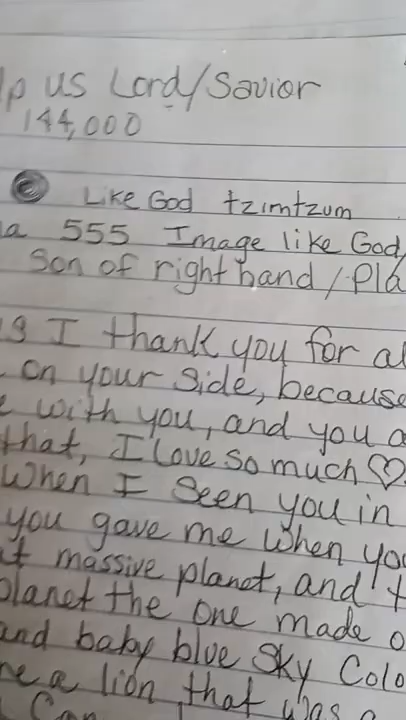 us Lord/Savior
144,000
Like God tzimtzum
a 555 Image like God,
Son of right hand /
I thank you for
on your side, because
with you, and you
that, I Love so much ♡
When I Seen you in
you gave me when
massive planet, and
planet the one made
and baby blue Sky
a lion that was